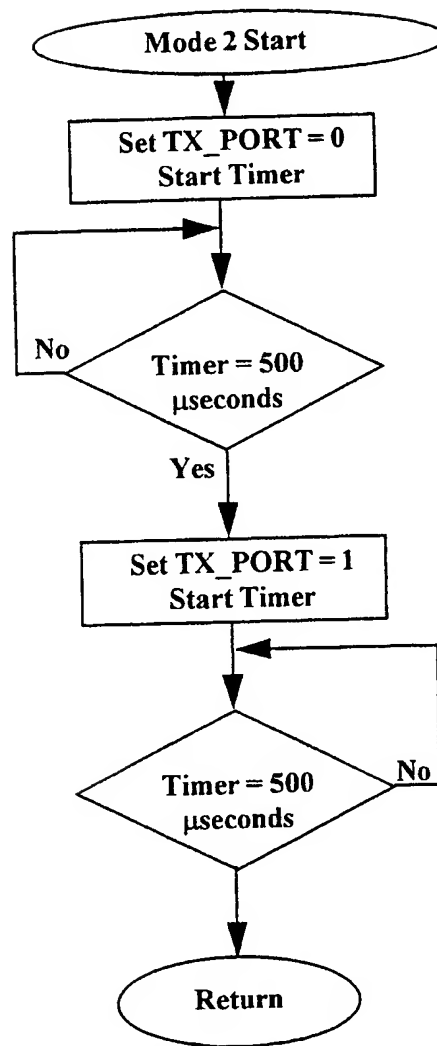 Mode 2 Start
Set TX_PORT = 0
Start Timer
No
Timer = 500
μseconds
Yes
Set TX_PORT = 1
Start Timer
Timer = 500
μseconds
No
Return